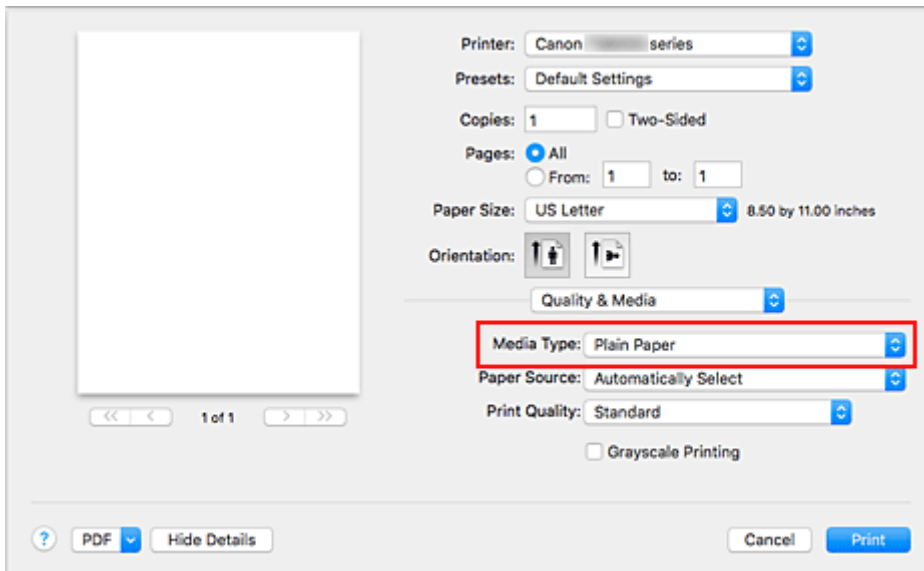 Printer: Canon series
Presets: Default Settings
Copies: 1 Two-Sided
Pages: All
From: 1 to: 1
Paper Size: US Letter 8.50 by 11.00 inches
Orientation:
Quality & Media
Media Type: Plain Paper
Paper Source: Automatically Select
Print Quality: Standard
1 of 1
Grayscale Printing
? PDF Hide Details Cancel Print